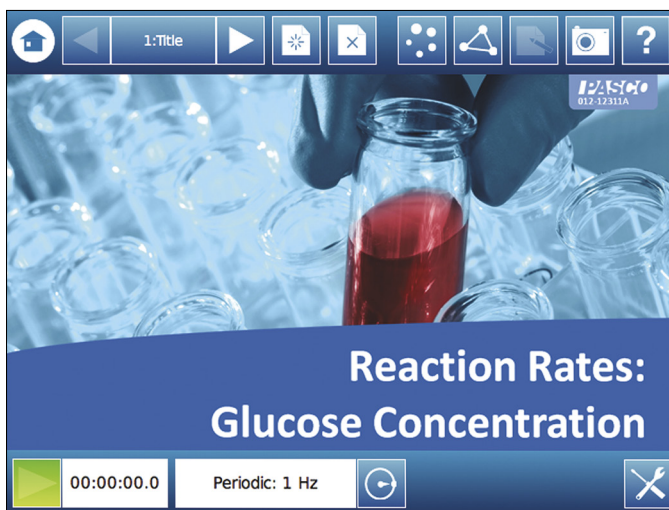 1:Title
?
PASCO
012-12311A
Reaction Rates:
Glucose Concentration
00:00:00.0
Periodic: 1 Hz